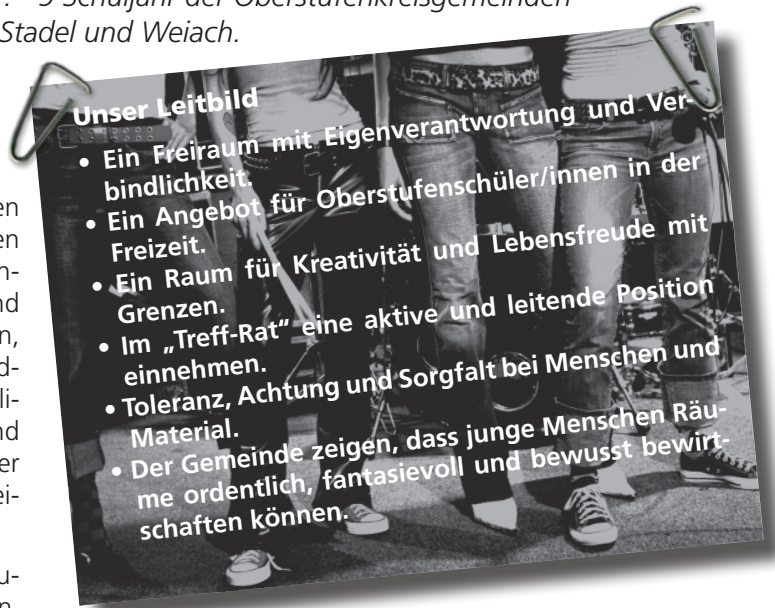 9 Schuljahr der Oberstufenkreisgemeinden
Stadel und Weiach.
Unser Leitbild
• Ein Freiraum mit Eigenverantwortung und Ver-
bindlichkeit.
• Ein Angebot für Oberstufenschüler/innen in der
Freizeit.
• Ein Raum für Kreativität und Lebensfreude mit
Grenzen.
• Im „Treff-Rat“ eine aktive und leitende Position
einnehmen.
• Toleranz, Achtung und Sorgfalt bei Menschen und
Material.
• Der Gemeinde zeigen, dass junge Menschen Räu-
me ordentlich, fantasievoll und bewusst bewirt-
schaften können.